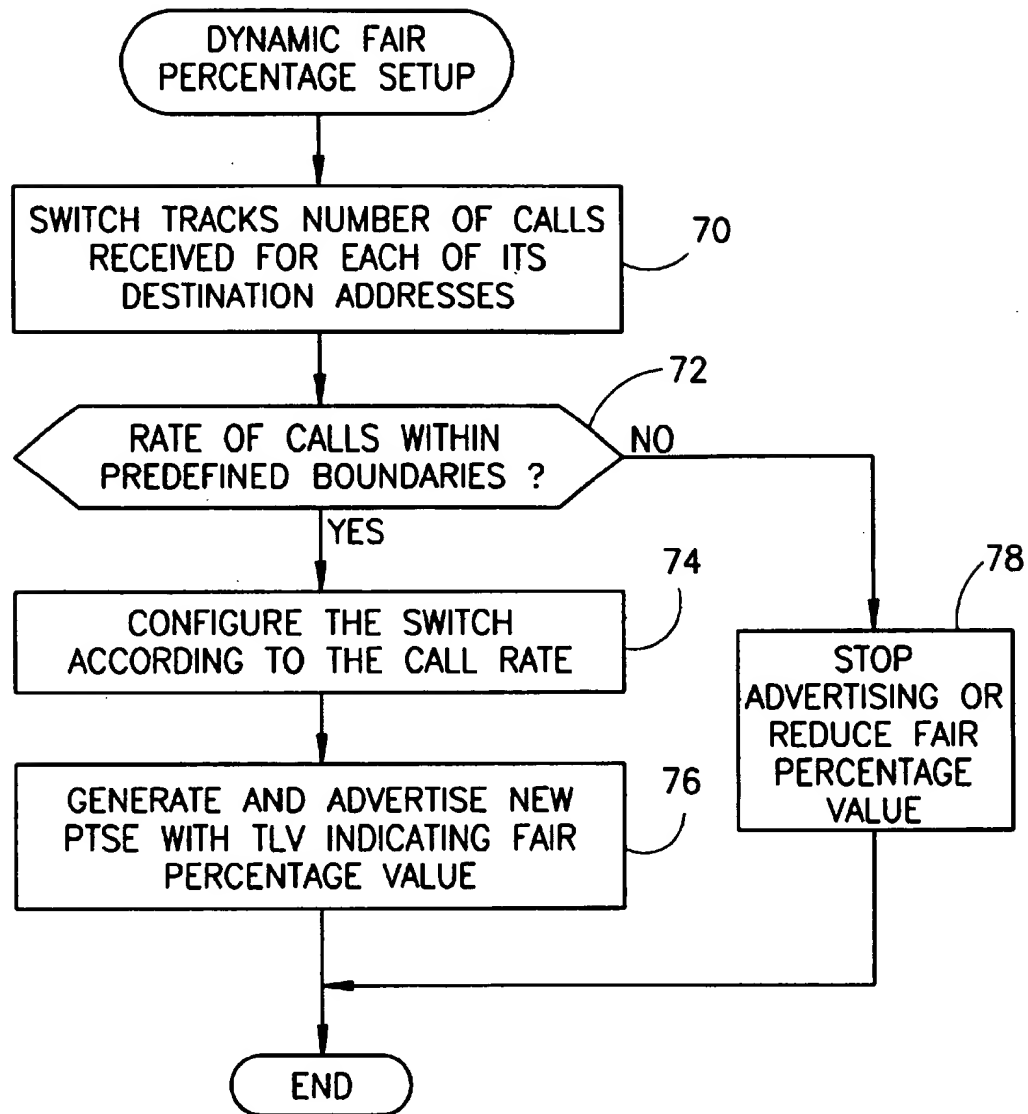 DYNAMIC FAIR
PERCENTAGE SETUP
SWITCH TRACKS NUMBER OF CALLS
RECEIVED FOR EACH OF ITS
DESTINATION ADDRESSES
70
72
RATE OF CALLS WITHIN
PREDEFINED BOUNDARIES ?
NO
YES
74
CONFIGURE THE SWITCH
ACCORDING TO THE CALL RATE
78
STOP
ADVERTISING OR
REDUCE FAIR
PERCENTAGE
VALUE
76
GENERATE AND ADVERTISE NEW
PTSE WITH TLV INDICATING FAIR
PERCENTAGE VALUE
END